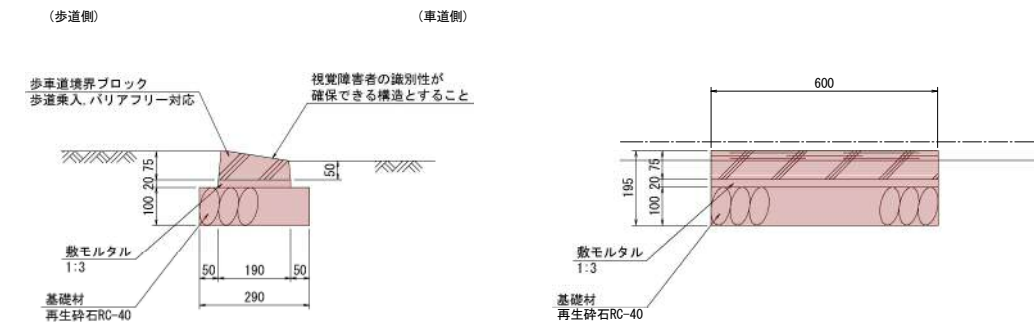 (歩道側)
(車道側)
歩車道境界ブロック
歩道乗入,バリアフリー対応
視覚障害者の識別性が
確保できる構造とすること
75
20
100
50
敷モルタル
1:3
基礎材
再生砕石RC-40
50
190
50
290
600
195
75
20
100
敷モルタル
1:3
基礎材
再生砕石RC-40